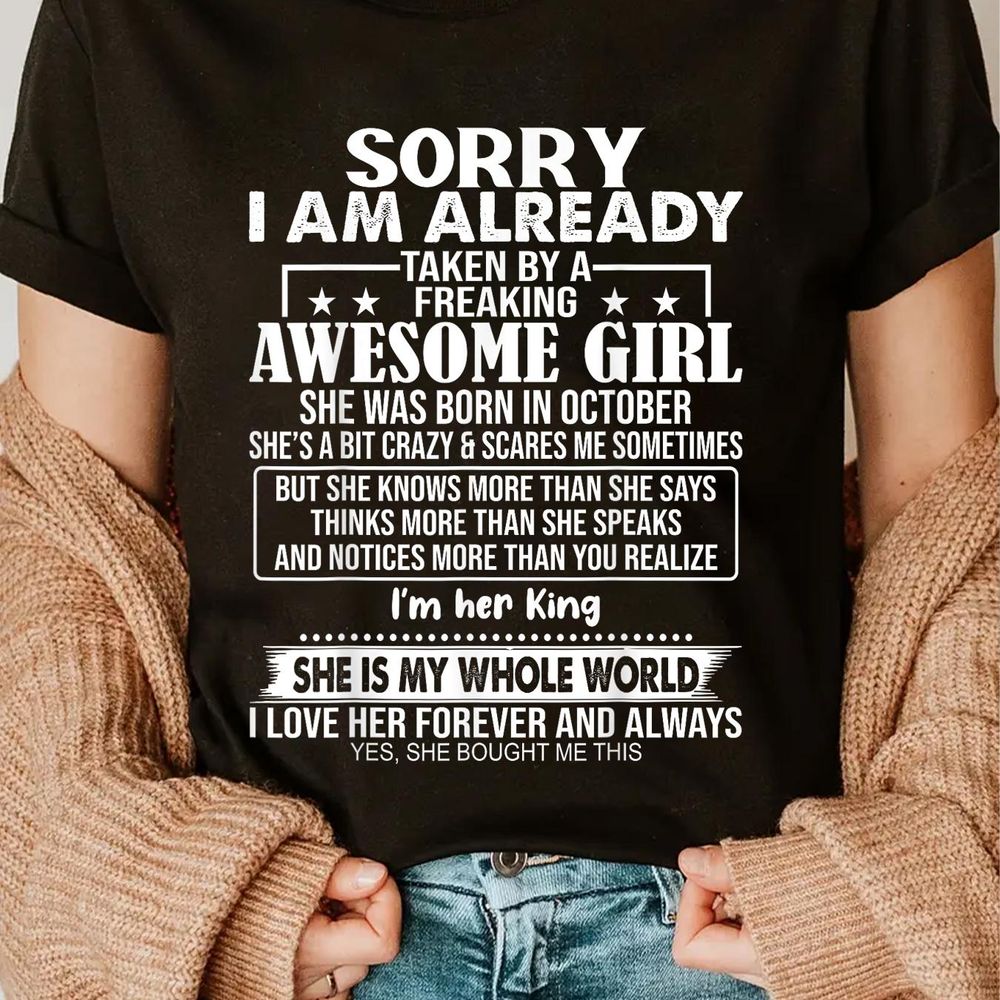 SORRY
I AM ALREADY
TAKEN BY A
FREAKING
AWESOME GIRL
SHE WAS BORN IN OCTOBER
SHE'S A BIT CRAZY & SCARES ME SOMETIMES
BUT SHE KNOWS MORE THAN SHE SAYS
THINKS MORE THAN SHE SPEAKS
AND NOTICES MORE THAN YOU REALIZE
I'm her King
SHE IS MY WHOLE WORLD
I LOVE HER FOREVER AND ALWAYS
YES, SHE BOUGHT ME THIS